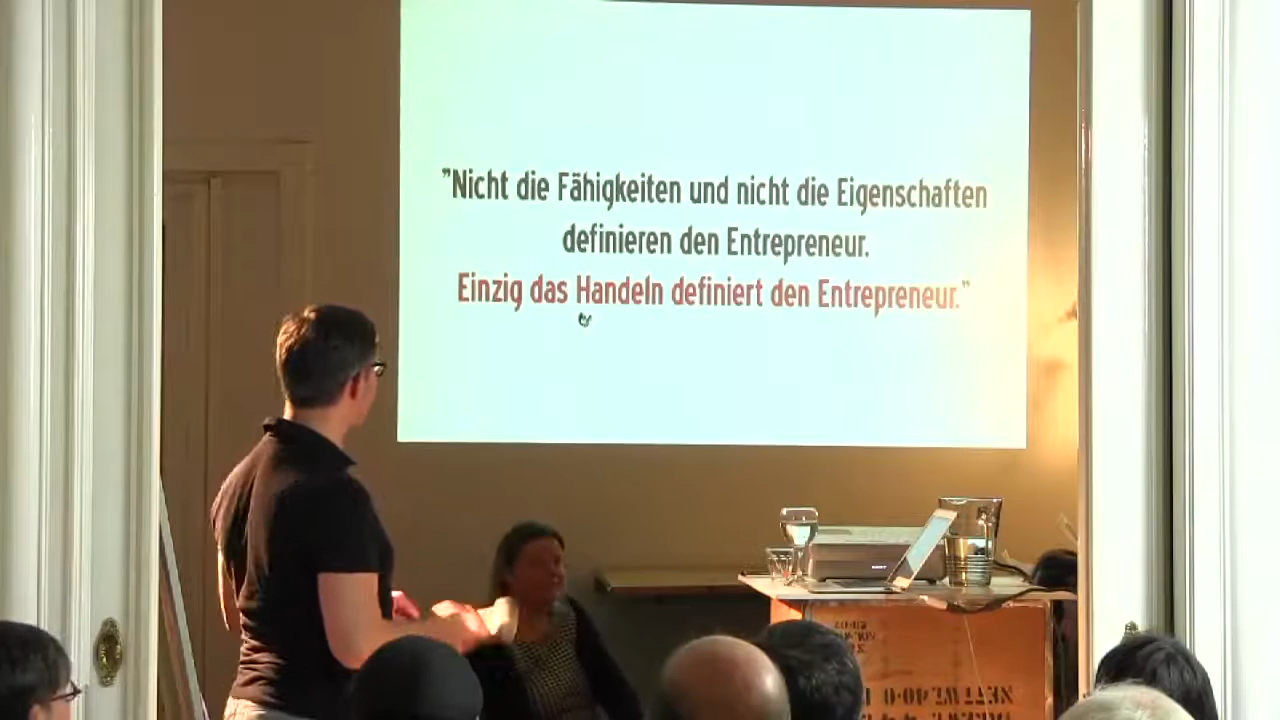 "Nicht die Fähigkeiten und nicht die Eigenschaften
definieren den Entrepreneur.
Einzig das Handeln definiert den Entrepreneur."